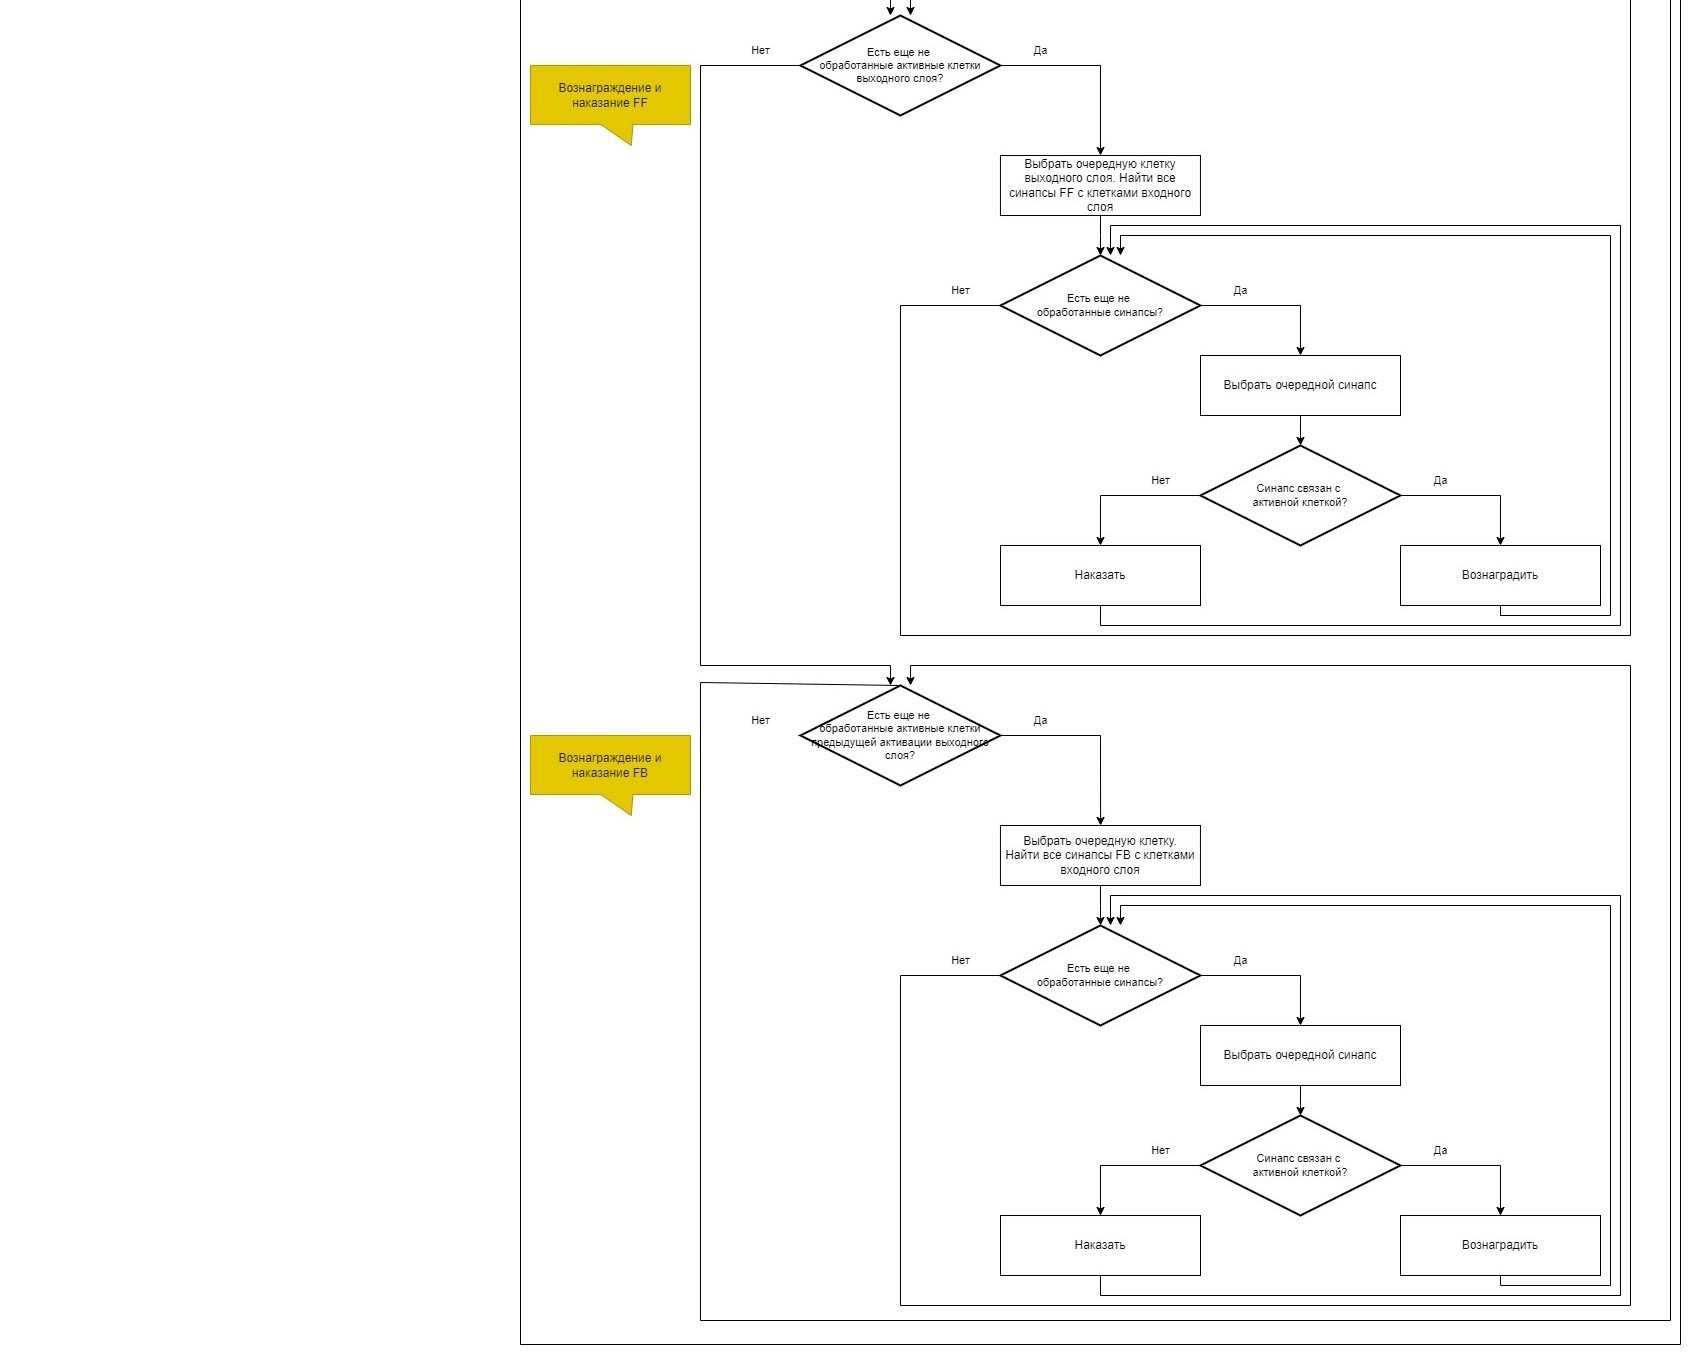 Нет
Есть еще не
обработанные активные клетки
выходного слоя?
Да
Вознаграждение и
наказание FF
Выбрать очередную клетку
выходного слоя. Найти все
синапсы FF с клетками входного
слоя
Нет
Есть еще не
обработанные синапсы?
Да
Выбрать очередной синапс
Нет
Синапс связан с
активной клеткой?
Да
Наказать
Вознаградить
Нет
Есть еще не
обработанные активные клетки
предыдущей активации выходного
слоя?
Да
Вознаграждение и
наказание FB
Выбрать очередную клетку.
Найти все синапсы FB с клетками
входного слоя
Нет
Есть еще не
обработанные синапсы?
Да
Выбрать очередной синапс
Нет
Синапс связан с
активной клеткой?
Да
Наказать
Вознаградить